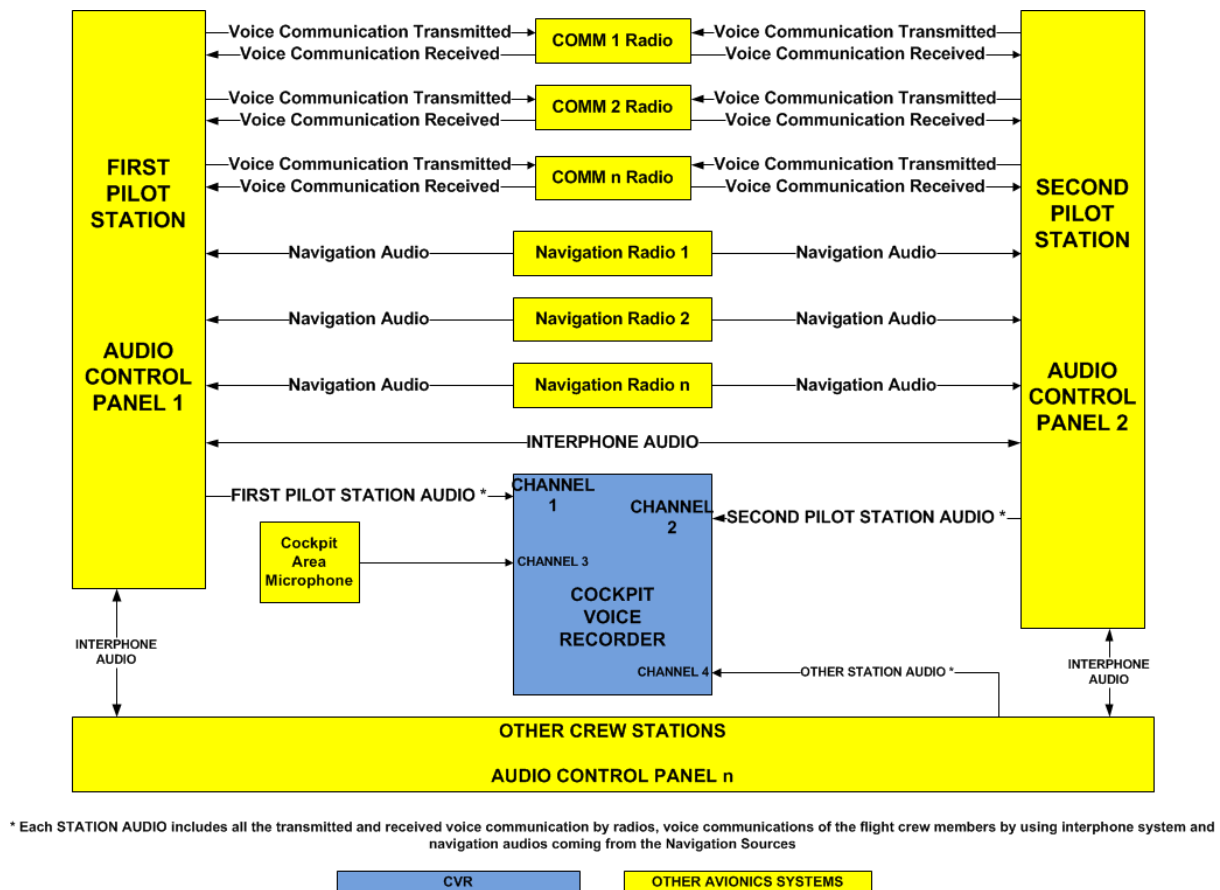 Voice Communication Transmitted
Voice Communication Received
COMM 1 Radio
Voice Communication Transmitted
Voice Communication Received
Voice Communication Transmitted
Voice Communication Received
COMM 2 Radio
Voice Communication Transmitted
Voice Communication Received
Voice Communication Transmitted
Voice Communication Received
COMM n Radio
Voice Communication Transmitted
Voice Communication Received
FIRST
PILOT
STATION
SECOND
PILOT
STATION
Navigation Audio
Navigation Radio 1
Navigation Audio
Navigation Audio
Navigation Radio 2
Navigation Audio
AUDIO
CONTROL
PANEL 1
Navigation Audio
Navigation Radio n
Navigation Audio
AUDIO
CONTROL
PANEL 2
INTERPHONE AUDIO
FIRST PILOT STATION AUDIO *
CHANNEL
1
CHANNEL
2
SECOND PILOT STATION AUDIO *
Cockpit
Area
Microphone
CHANNEL 3
COCKPIT
VOICE
RECORDER
INTERPHONE
AUDIO
CHANNEL 4
OTHER STATION AUDIO *
INTERPHONE
AUDIO
OTHER CREW STATIONS
AUDIO CONTROL PANEL n
* Each STATION AUDIO includes all the transmitted and received voice communication by radios, voice communications of the flight crew members by using interphone system and
navigation audios coming from the Navigation Sources
CVR
OTHER AVIONICS SYSTEMS